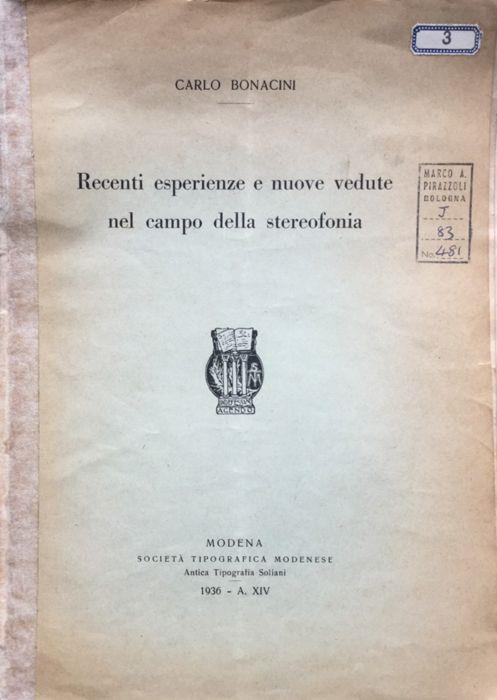 3
CARLO BONACINI
MARCO A.
PIRAZZOLI
BOLOGNA
J
83
No. 481
Recenti esperienze e nuove vedute
nel campo della stereofonia
AGENDO
MODENA
SOCIETÀ TIPOGRAFICA MODENESE
Antica Tipografia Soliani
1936 - A. XIV